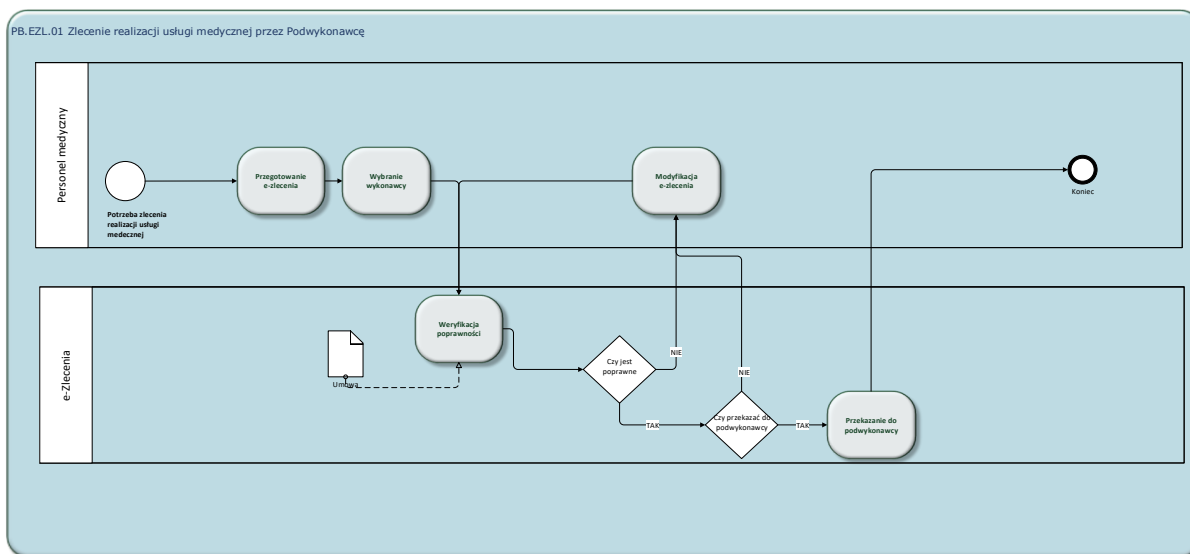 PB.EZL.01 Zlecenie realizacji usługi medycznej przez Podwykonawcę
Personel medyczny
Potrzeba zlecenia
realizacji usługi
medecznej
Przegotowanie
e-zlecenia
Wybranie
wykonawcy
Modyfikacja
e-zlecenia
Koniec
e-Zlecenia
Umowa
Weryfikacja
poprawności
Czy jest
poprawne
NIE
TAK
Czy przekazać do
podwykonawcy
NIE
TAK
Przekazanie do
podwykonawcy